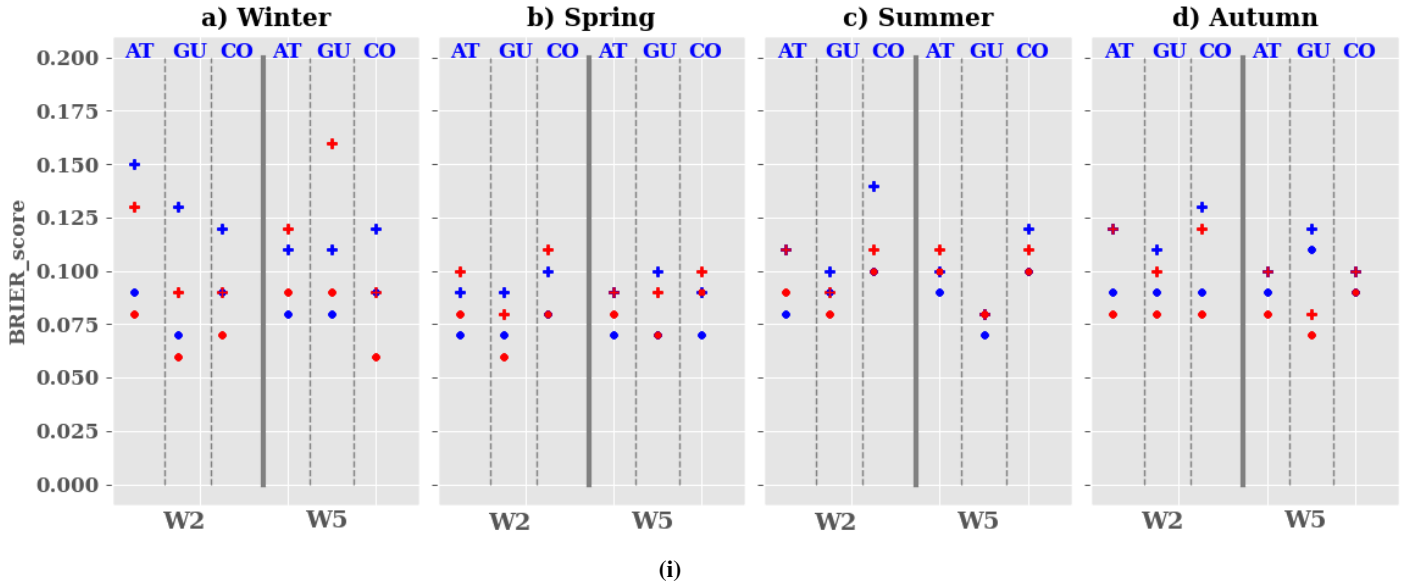 a) Winter b) Spring c) Summer d) Autumn
AT GU CO AT GU CO AT GU CO AT GU CO AT GU CO AT GU CO AT GU CO AT GU CO
0.200
0.175
0.150
0.125
0.100
0.075
0.050
0.025
0.000
BRIER_score
W2 W5 W2 W5 W2 W5 W2 W5
(i)